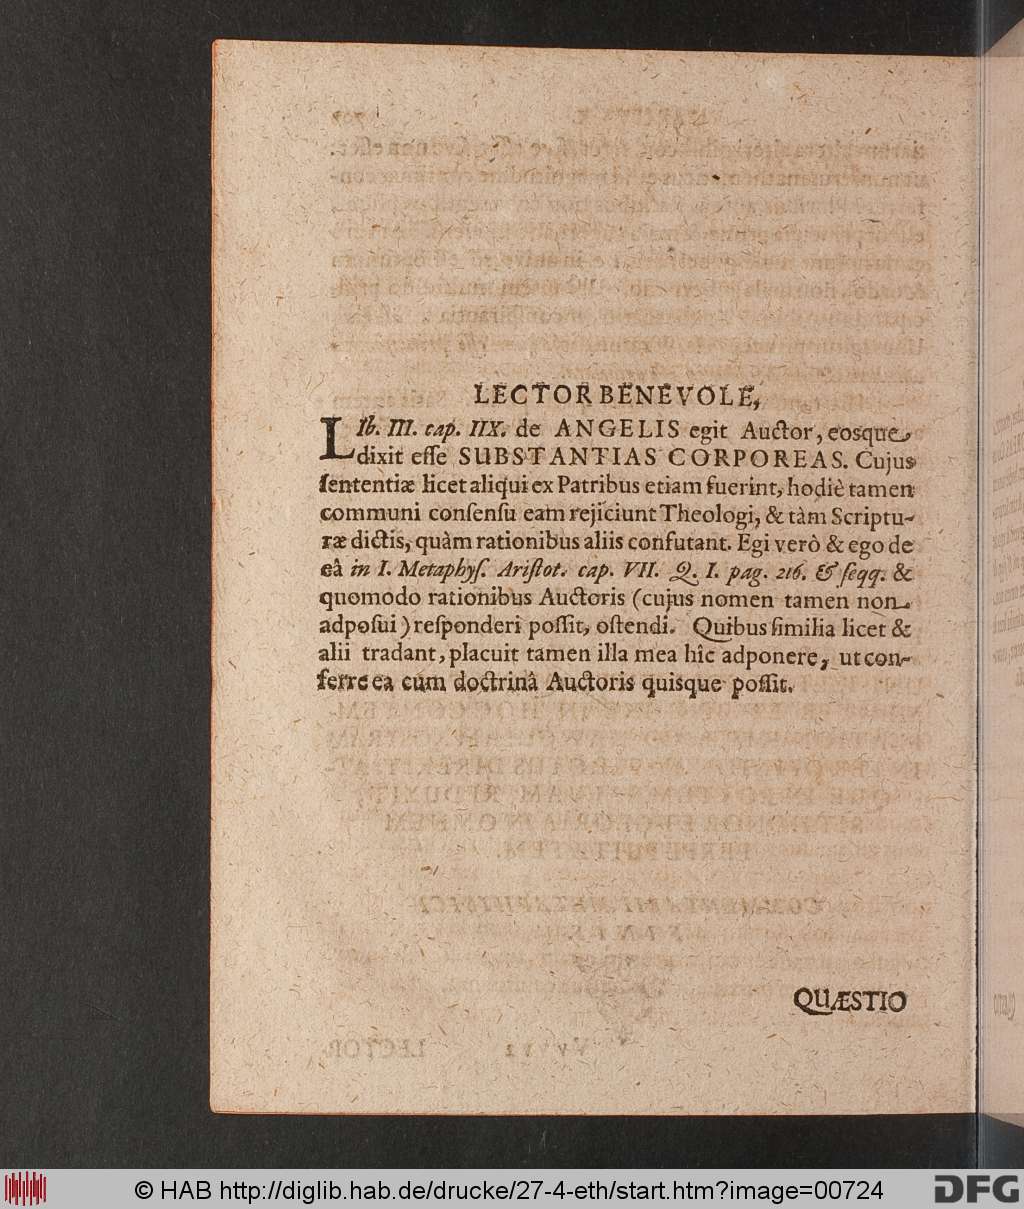 LECTOR BENEVOLE,
LIb. III. cap. IIX. de ANGELIS egit Auctor, eosque
dixit eſſe SUBSTANTIAS CORPOREAS. Cujus
ſententiæ licet aliqui ex Patribus etiam fuerint, hodiè tamen
communi conſenſu eam rejiciunt Theologi, & tàm Scriptu-
ræ dictis, quàm rationibus aliis confutant. Egi verò & ego de
eâ in I. Metaphyſ. Ariſtot. cap. VII. Q. I. pag. 216. & ſeqq. &
quomodo rationibus Auctoris (cujus nomen tamen non
adpoſui) reſponderi poſſit, oſtendi. Quibus ſimilia licet &
alii tradant, placuit tamen illa mea hîc adponere, ut con-
ferre ea cum doctrinâ Auctoris quisque poſſit.
QUÆSTIO
© HAB http://diglib.hab.de/drucke/27-4-eth/start.htm?image=00724
DFG